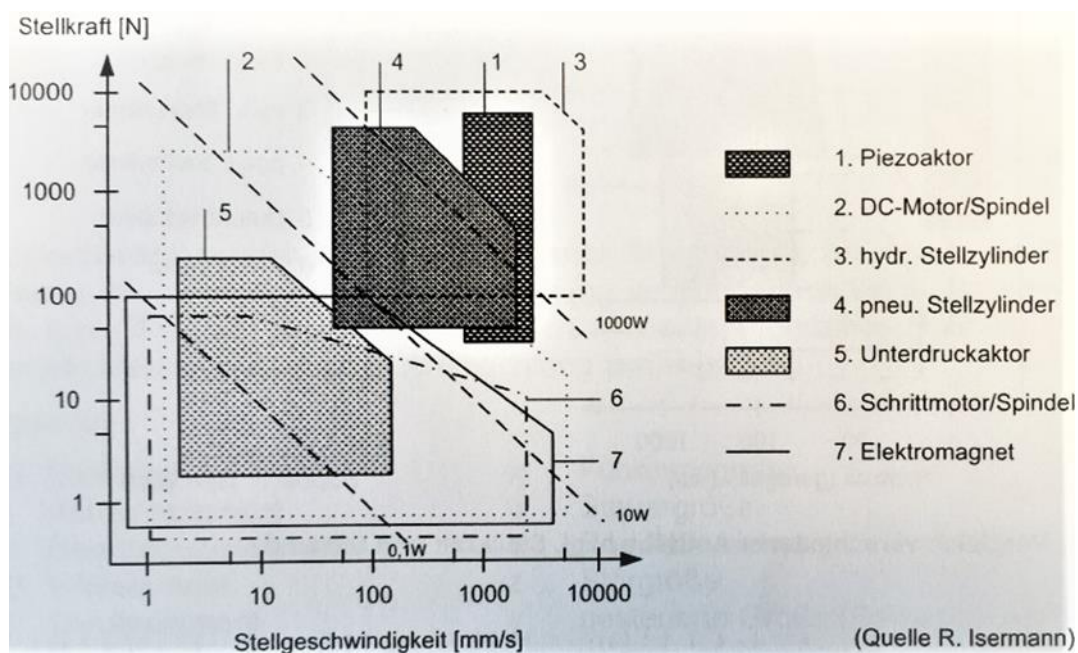 Stellkraft [N]
2
4
1
3
10000
1000
5
100
10
1
1000W
6
7
10W
0,1W
1
10
100
1000
10000
Stellgeschwindigkeit [mm/s]
1. Piezoaktor
2. DC-Motor/Spindel
3. hydr. Stellzylinder
4. pneu. Stellzylinder
5. Unterdruckaktor
6. Schrittmotor/Spindel
7. Elektromagnet
(Quelle R. Isermann)